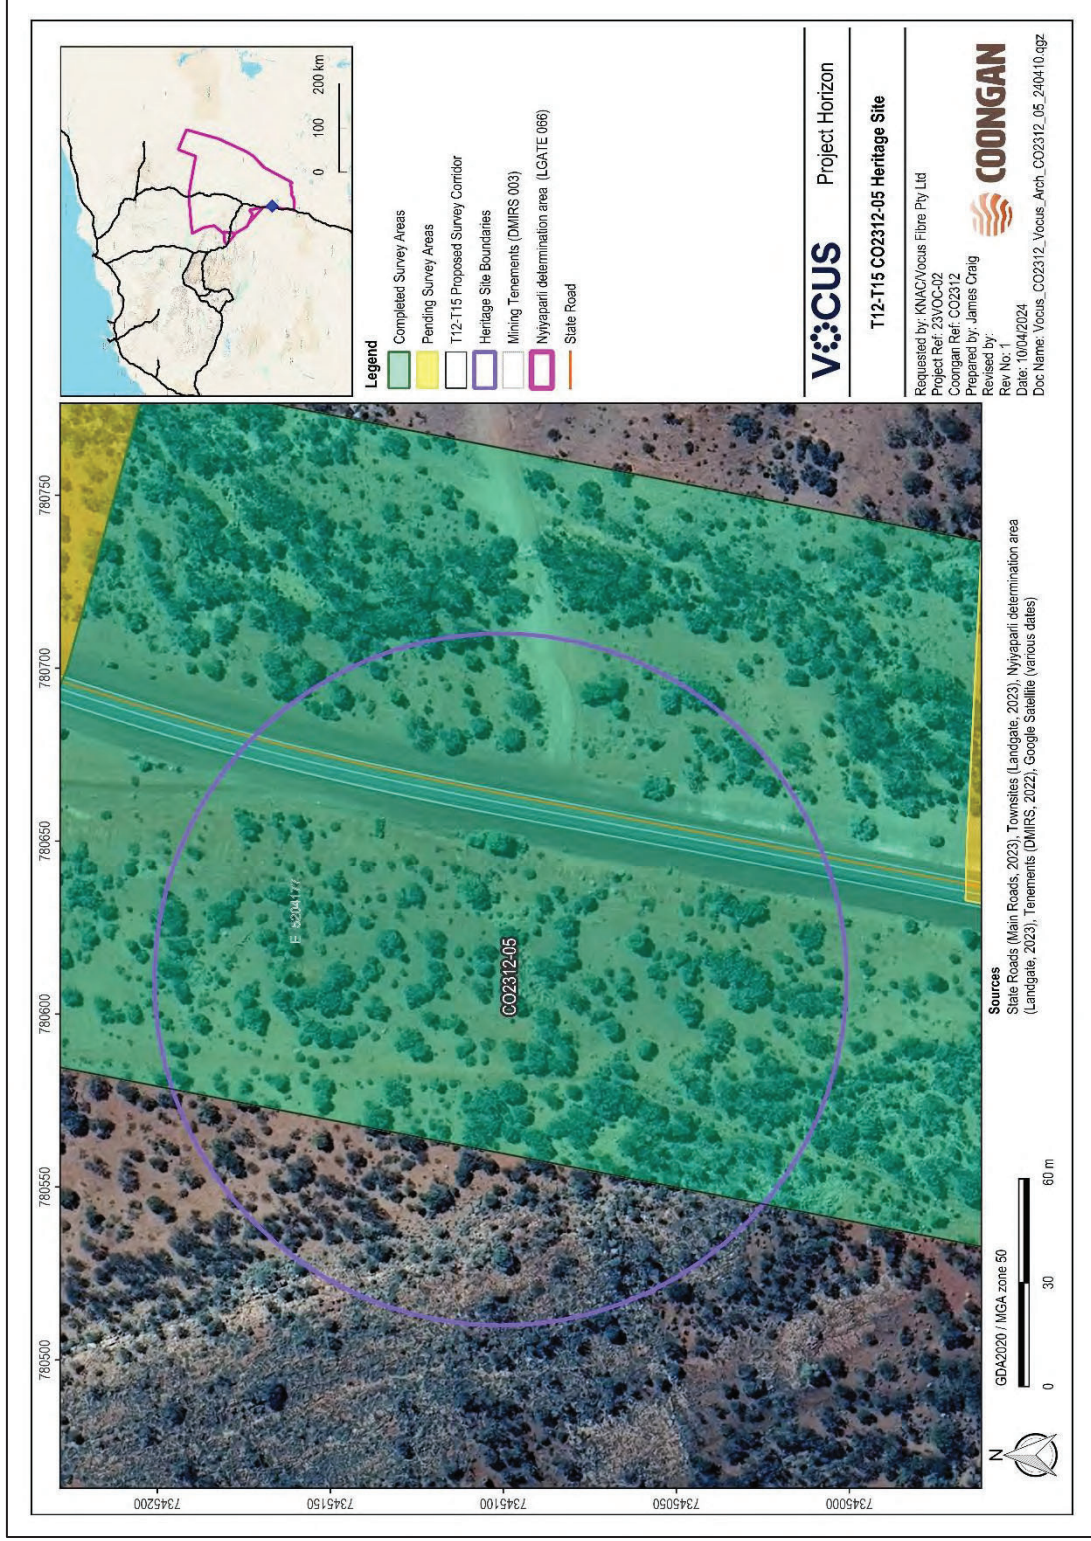 780500
780550
780600
780650
780700
780750
7345200
7345150
7345100
7345050
7345000
E 5204177
CO2312-05
N
GDA2020 / MGA zone 50
0
30
60 m
Sources
State Roads (Main Roads, 2023), Townsites (Landgate, 2023), Nyiyaparli determination area
(Landgate, 2023), Tenements (DMIRS, 2022), Google Satellite (various dates)
0
100
200 km
Legend
Completed Survey Areas
Pending Survey Areas
T12-T15 Proposed Survey Corridor
Heritage Site Boundaries
Mining Tenements (DMIRS 003)
Nyiyaparli determination area (LGATE 066)
State Road
VOCUS
Project Horizon
T12-T15 CO2312-05 Heritage Site
Requested by: KNAC/Vocus Fibre Pty Ltd
Project Ref: 23VOC-02
Coongan Ref: CO2312
Prepared by: James Craig
Revised by:
Rev No: 1
Date: 10/04/2024
Doc Name: Vocus_CO2312_Vocus_Arch_CO2312_05_240410.qgz
COONGAN